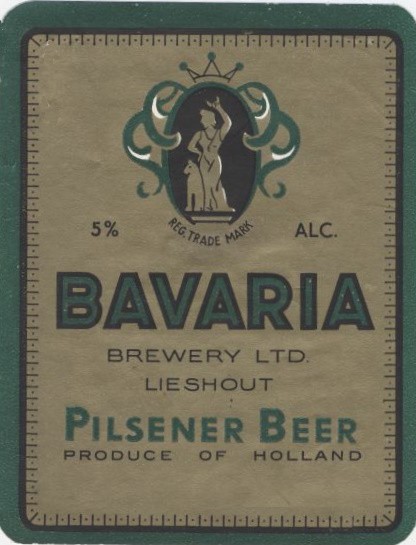 5% ALC.
REG. TRADE MARK
BAVARIA
BREWERY LTD.
LIESHOUT
PILSENER BEER
PRODUCE OF HOLLAND